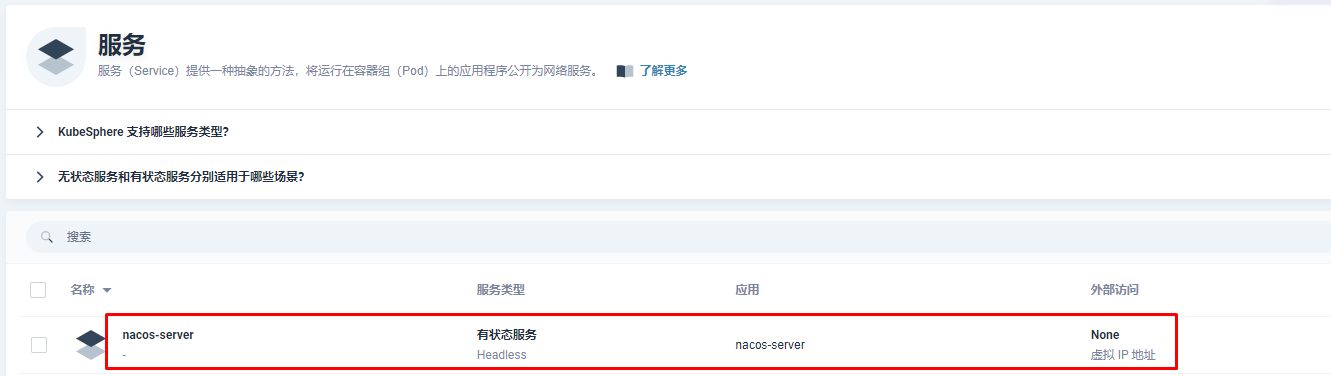 服务
服务（Service）提供一种抽象的方法，将运行在容器组（Pod）上的应用程序公开为网络服务。 了解更多
KubeSphere 支持哪些服务类型?
无状态服务和有状态服务分别适用于哪些场景?
搜索
名称 服务类型 应用 外部访问
nacos-server 有状态服务 nacos-server None
- Headless 虚拟 IP 地址